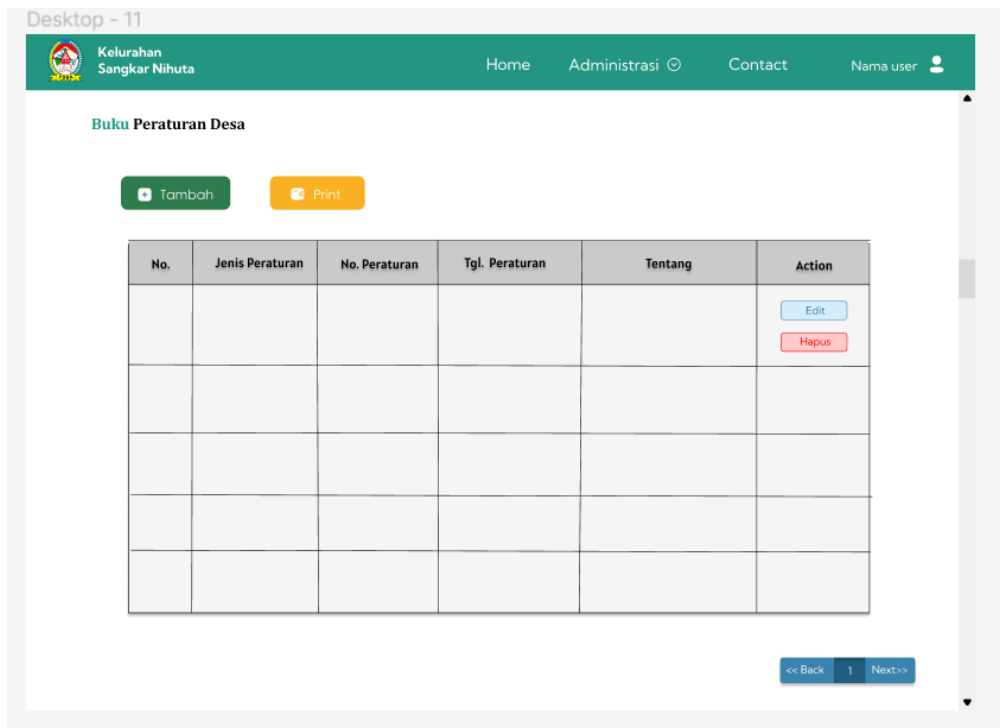 Desktop - 11
Kelurahan
Sangkar Nihuta
Home Administrasi Contact Nama user
Buku Peraturan Desa
Tambah Print
No. Jenis Peraturan No. Peraturan Tgl. Peraturan Tentang Action
Edit
Hapus
<< Back 1 Next>>